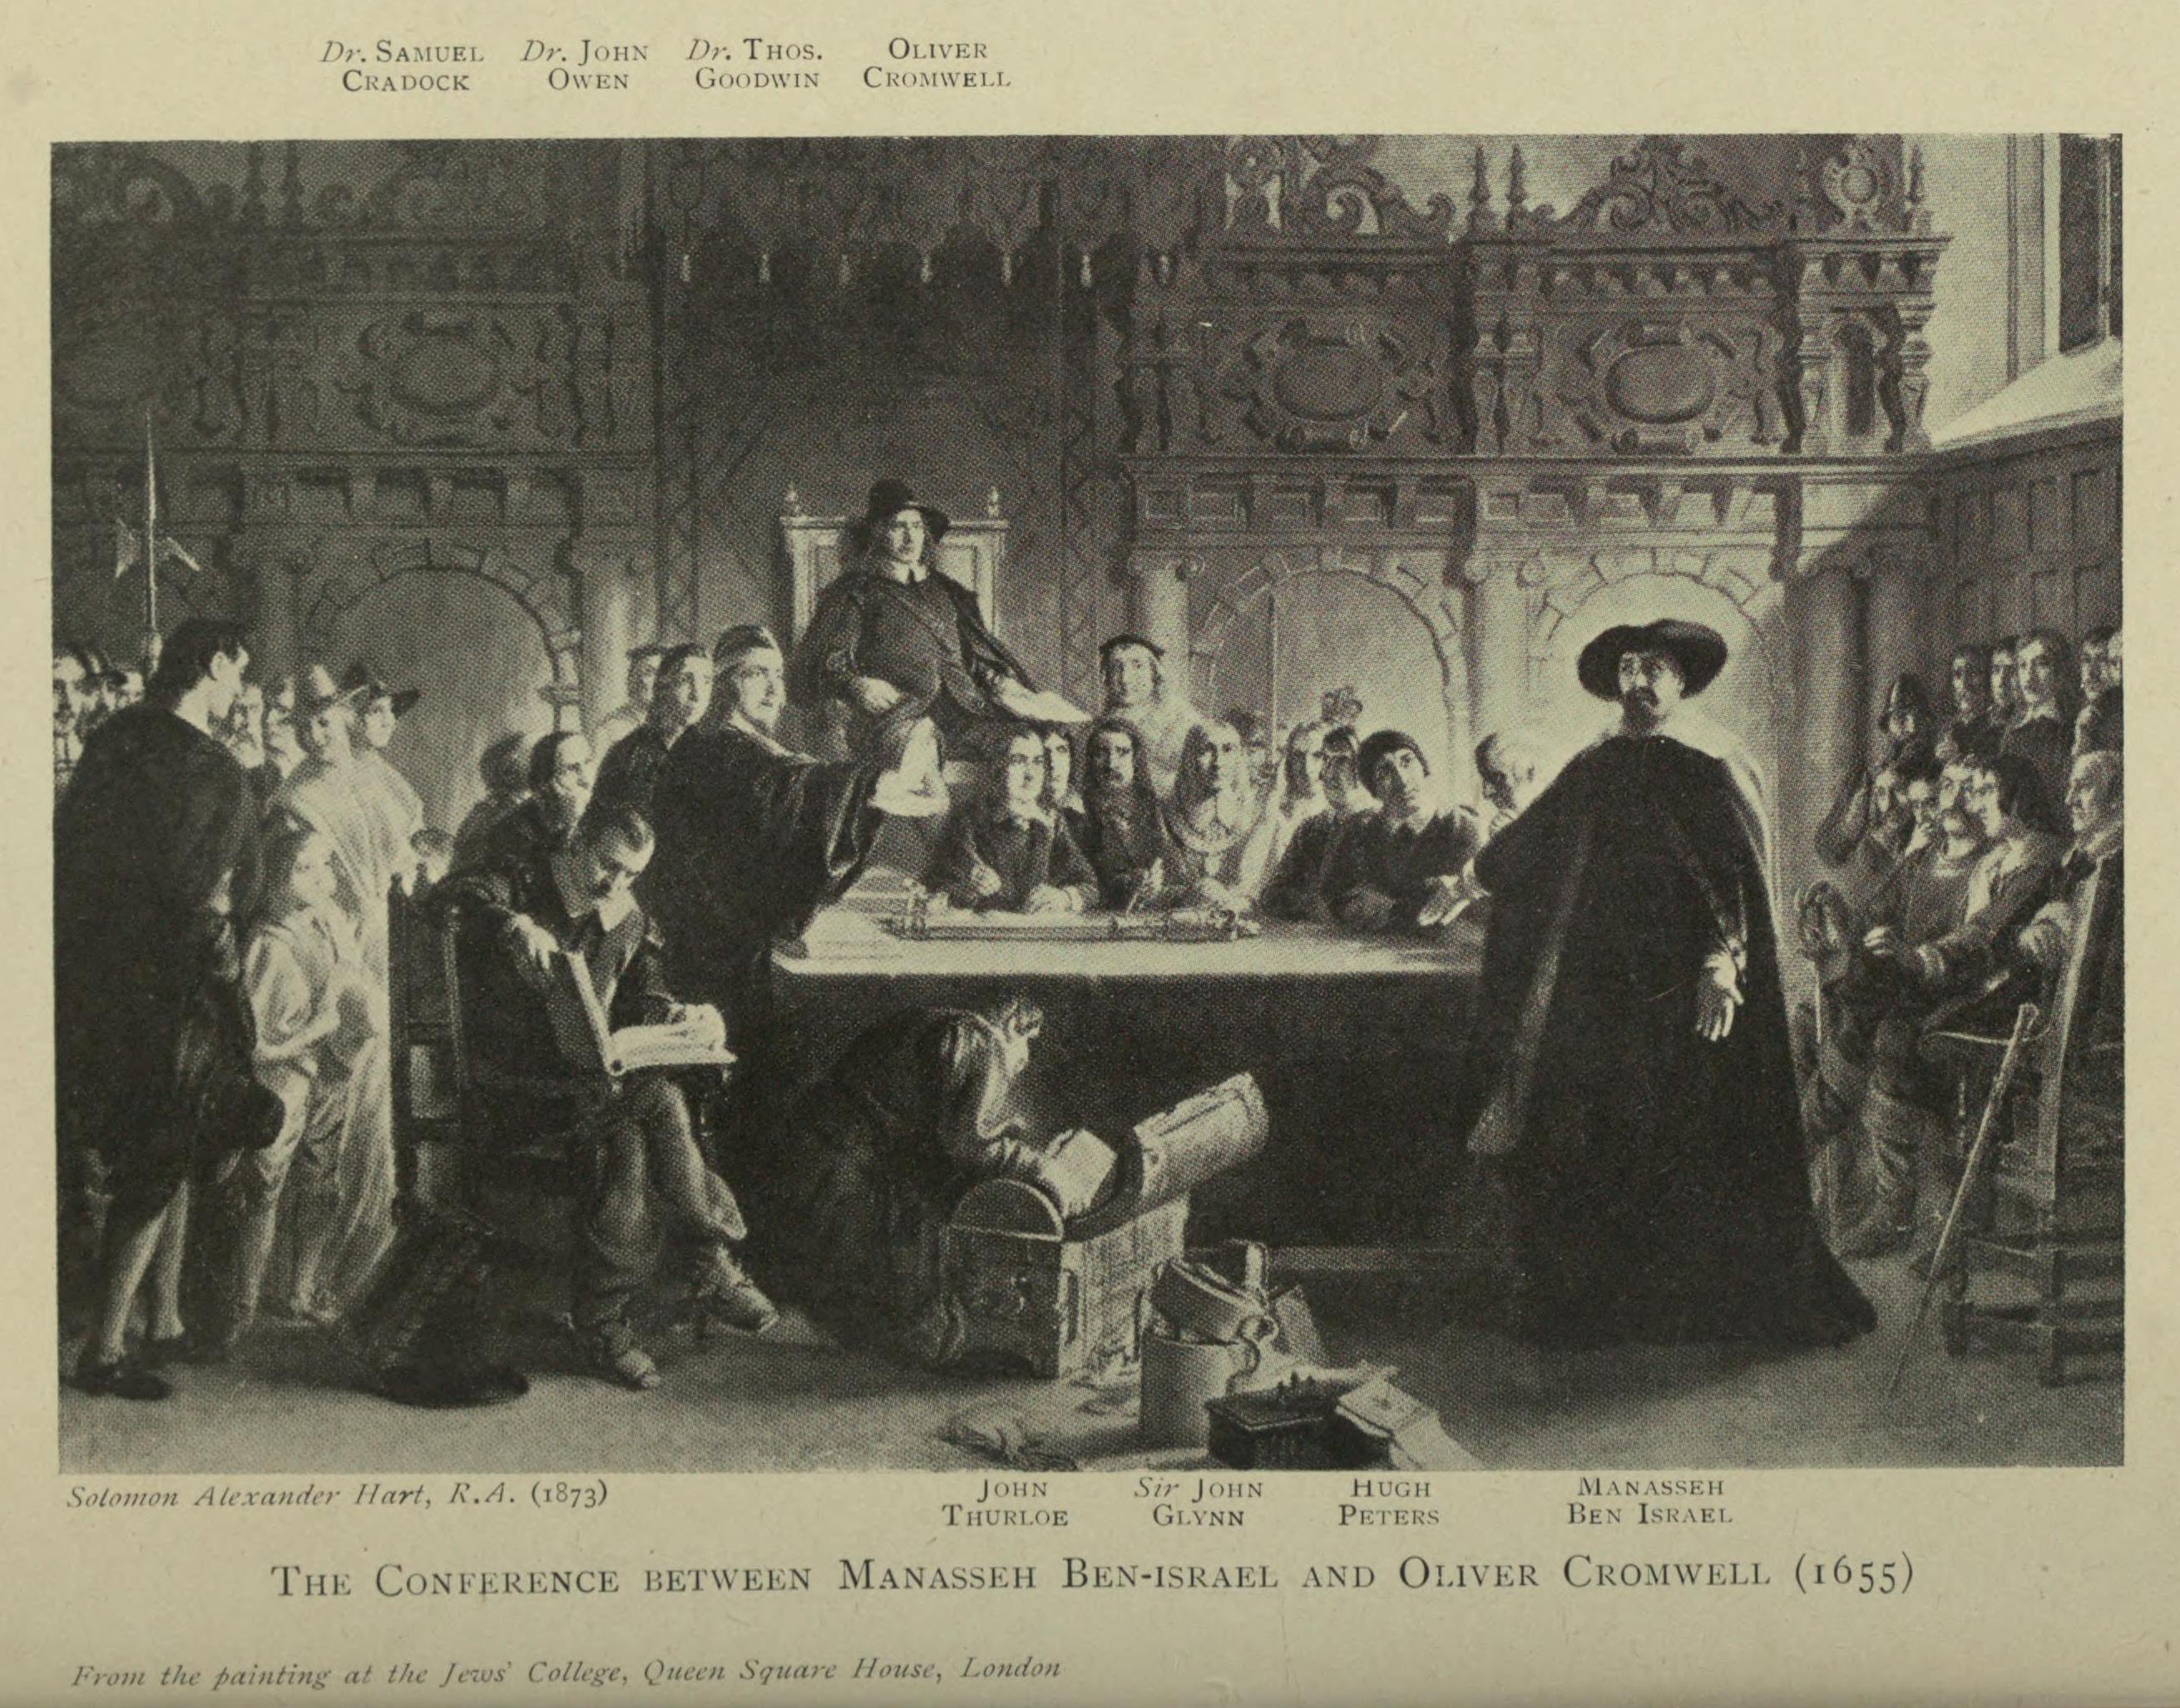 Dr. SAMUEL CRADOCK
Dr. JOHN OWEN
Dr. THOS. GOODWIN
OLIVER CROMWELL
Solomon Alexander Hart, R.A. (1873)
JOHN THURLOE
Sir JOHN GLYNN
HUGH PETERS
MANASSEH BEN ISRAEL
THE CONFERENCE BETWEEN MANASSEH BEN-ISRAEL AND OLIVER CROMWELL (1655)
From the painting at the Jews' College, Queen Square House, London